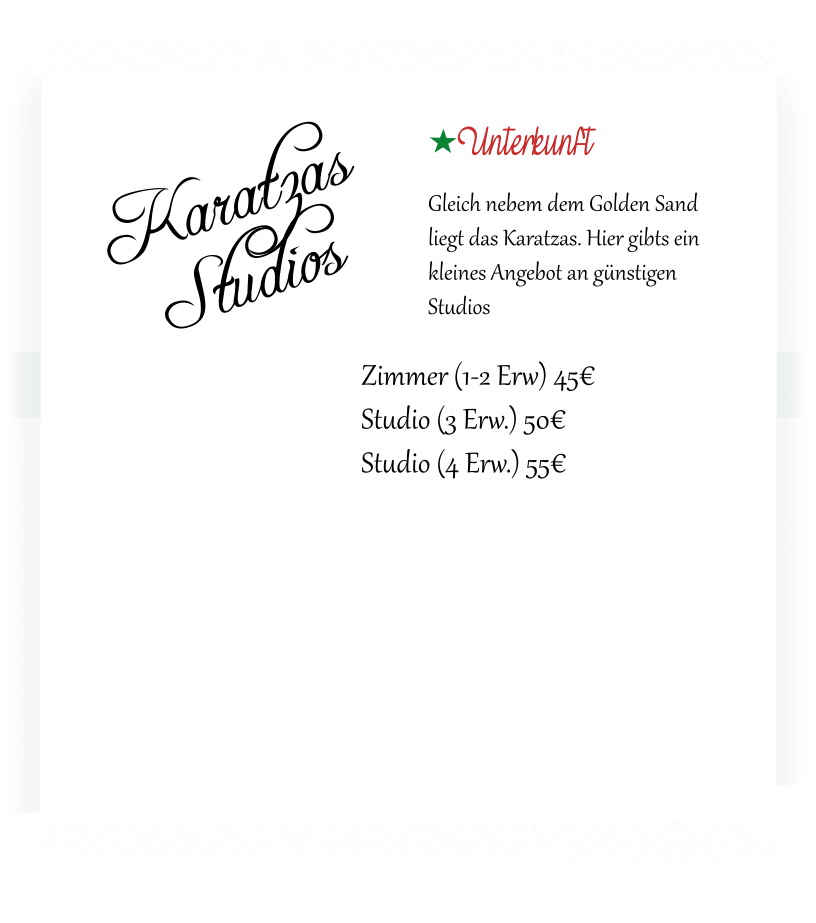 Karatzas
Studios
★Unterkunft
Gleich nebem dem Golden Sand
liegt das Karatzas. Hier gibts ein
kleines Angebot an günstigen
Studios
Zimmer (1-2 Erw) 45€
Studio (3 Erw.) 50€
Studio (4 Erw.) 55€